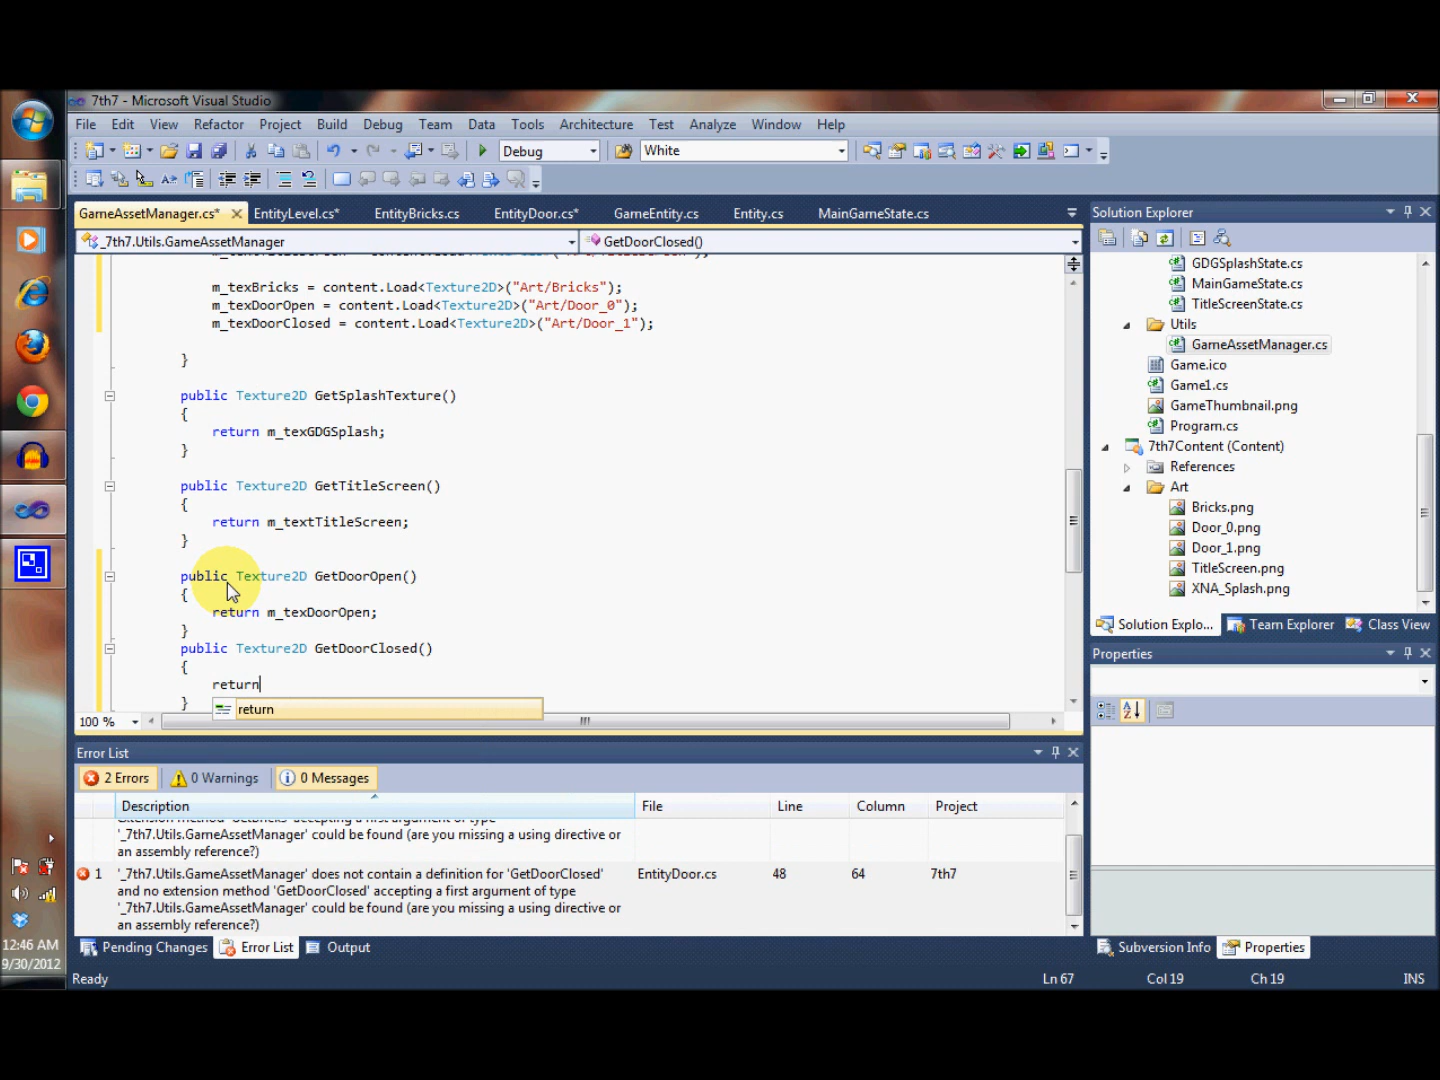 7th7 - Microsoft Visual Studio
File Edit View Refactor Project Build Debug Team Data Tools Architecture Test Analyze Window Help
Debug White
GameAssetManager.cs* EntityLevel.cs* EntityBricks.cs EntityDoor.cs* GameEntity.cs Entity.cs MainGameState.cs
_7th7.Utils.GameAssetManager GetDoorClosed()
m_texBricks = content.Load<Texture2D>("Art/Bricks");
m_texDoorOpen = content.Load<Texture2D>("Art/Door_0");
m_texDoorClosed = content.Load<Texture2D>("Art/Door_1");
}
public Texture2D GetSplashTexture()
{
return m_texGDGSplash;
}
public Texture2D GetTitleScreen()
{
return m_textTitleScreen;
}
public Texture2D GetDoorOpen()
{
return m_texDoorOpen;
}
public Texture2D GetDoorClosed()
{
return
}
return
100 %
Solution Explorer
GDGSplashState.cs
MainGameState.cs
TitleScreenState.cs
Utils
GameAssetManager.cs
Game.ico
Game1.cs
GameThumbnail.png
Program.cs
7th7Content (Content)
References
Art
Bricks.png
Door_0.png
Door_1.png
TitleScreen.png
XNA_Splash.png
Solution Explo... Team Explorer Class View
Properties
Error List
2 Errors 0 Warnings 0 Messages
Description File Line Column Project
'_7th7.Utils.GameAssetManager' could be found (are you missing a using directive or
an assembly reference?)
1 '_7th7.Utils.GameAssetManager' does not contain a definition for 'GetDoorClosed' EntityDoor.cs 48 64 7th7
and no extension method 'GetDoorClosed' accepting a first argument of type
'_7th7.Utils.GameAssetManager' could be found (are you missing a using directive or
an assembly reference?)
Pending Changes Error List Output
Subversion Info Properties
Ready Ln 67 Col 19 Ch 19 INS
12:46 AM
9/30/2012